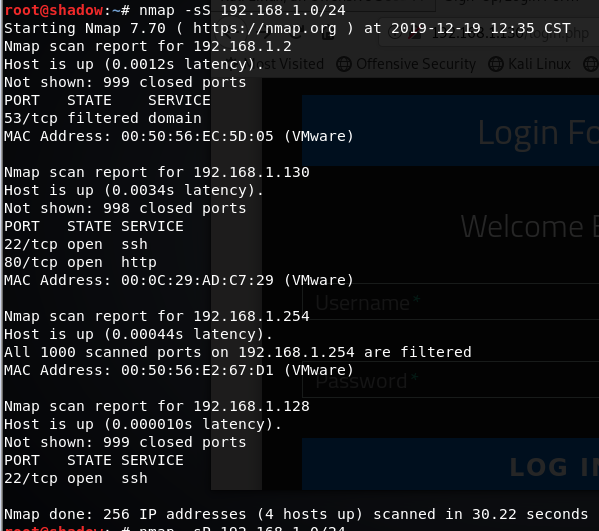 root@shadow:~# nmap -sS 192.168.1.0/24
Starting Nmap 7.70 ( https://nmap.org ) at 2019-12-19 12:35 CST
Nmap scan report for 192.168.1.2
Host is up (0.0012s latency).
Not shown: 999 closed ports
PORT   STATE    SERVICE
53/tcp filtered domain
MAC Address: 00:50:56:EC:5D:05 (VMware)
Nmap scan report for 192.168.1.130
Host is up (0.0034s latency).
Not shown: 998 closed ports
PORT   STATE SERVICE
22/tcp open  ssh
80/tcp open  http
MAC Address: 00:0C:29:AD:C7:29 (VMware)
Nmap scan report for 192.168.1.254
Host is up (0.00044s latency).
All 1000 scanned ports on 192.168.1.254 are filtered
MAC Address: 00:50:56:E2:67:D1 (VMware)
Nmap scan report for 192.168.1.128
Host is up (0.000010s latency).
Not shown: 999 closed ports
PORT   STATE SERVICE
22/tcp open  ssh
Nmap done: 256 IP addresses (4 hosts up) scanned in 30.22 seconds
root@shadow:~# nmap -sP 192.168.1.0/24
Visited Offensive Security Kali Linux
Login Fo
Welcome
Username*
Password*
LOG IN